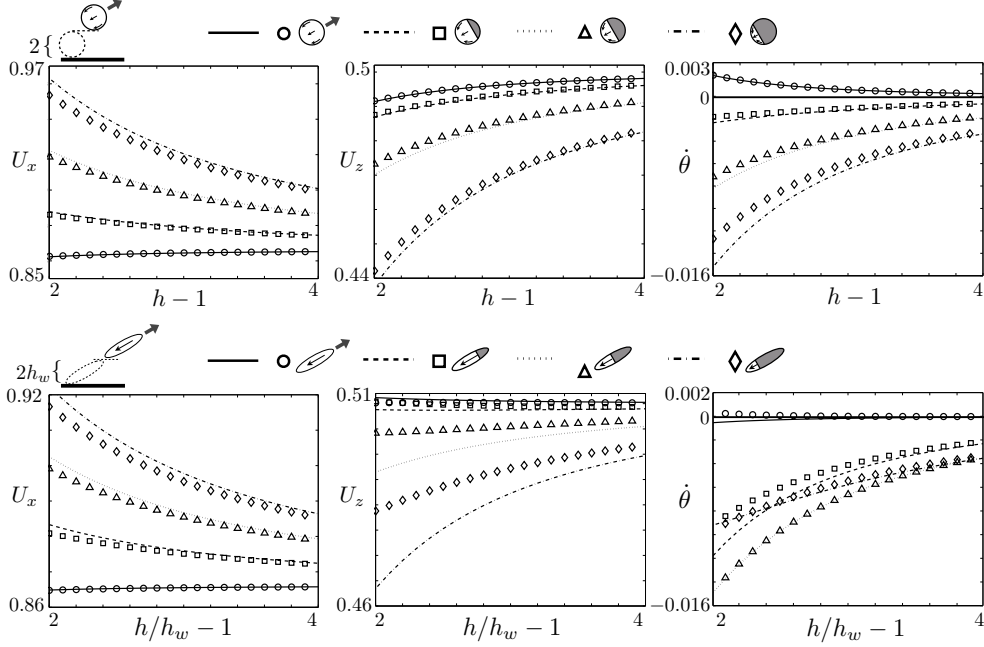 2{
0.97
U_x
0.85
2
h − 1
4
0.5
U_z
0.44
2
h − 1
4
0.003
0
θ̇
−0.016
2
h − 1
4
2h_w{
0.92
U_x
0.86
2
h/h_w − 1
4
0.51
U_z
0.46
2
h/h_w − 1
4
0.002
0
θ̇
−0.016
2
h/h_w − 1
4